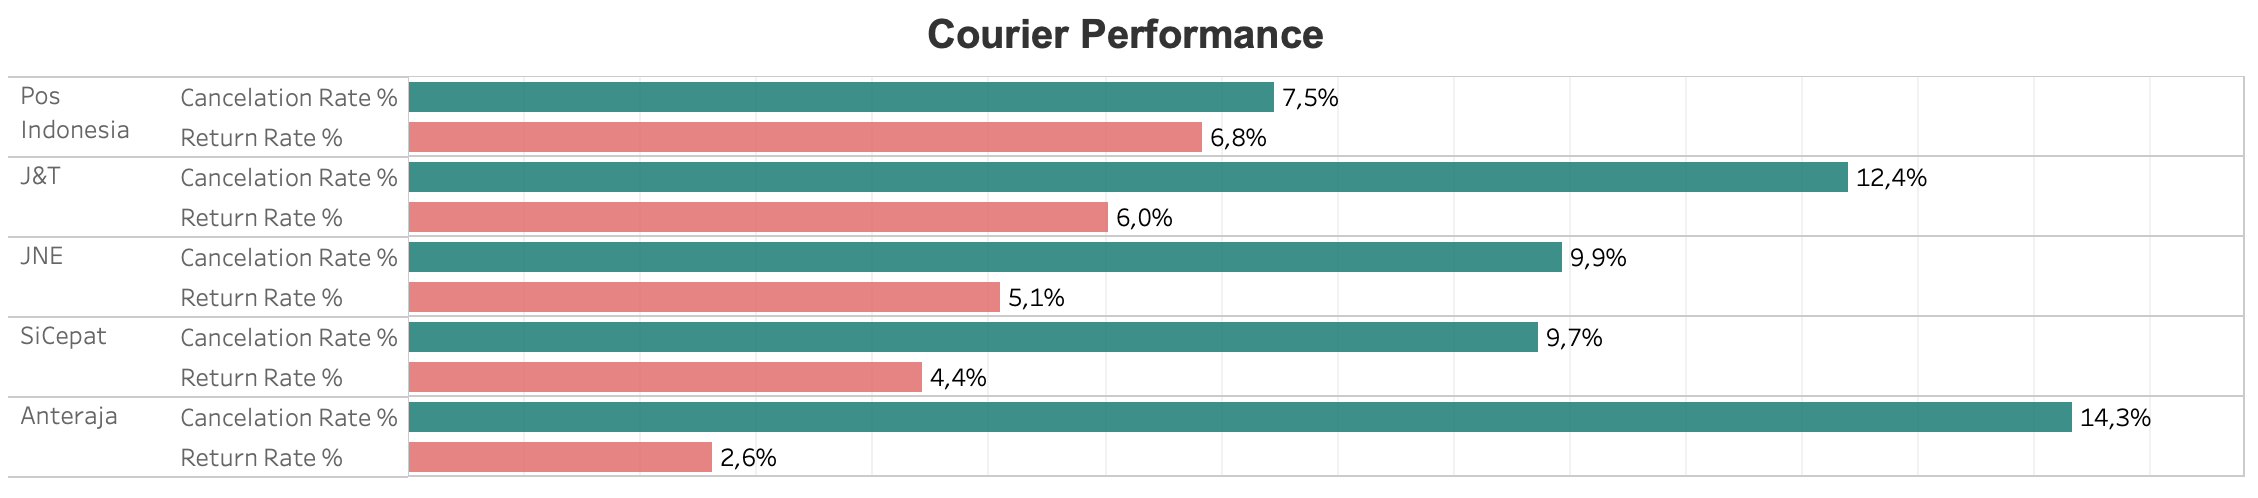 Courier Performance
Pos Indonesia
Cancelation Rate % 7,5%
Return Rate % 6,8%
J&T
Cancelation Rate % 12,4%
Return Rate % 6,0%
JNE
Cancelation Rate % 9,9%
Return Rate % 5,1%
SiCepat
Cancelation Rate % 9,7%
Return Rate % 4,4%
Anteraja
Cancelation Rate % 14,3%
Return Rate % 2,6%